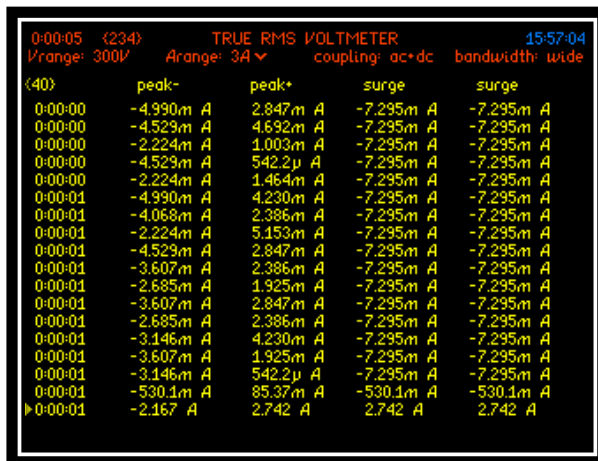 0:00:05 {234} TRUE RMS VOLTMETER 15:57:04
Vrange: 300V Arange: 3A coupling: ac+dc bandwidth: wide
{40} peak- peak+ surge surge
0:00:00 -4.990m A 2.847m A -7.295m A -7.295m A
0:00:00 -4.529m A 4.692m A -7.295m A -7.295m A
0:00:00 -2.224m A 1.003m A -7.295m A -7.295m A
0:00:00 -4.529m A 542.2µ A -7.295m A -7.295m A
0:00:00 -2.224m A 1.464m A -7.295m A -7.295m A
0:00:01 -4.990m A 4.230m A -7.295m A -7.295m A
0:00:01 -4.068m A 2.386m A -7.295m A -7.295m A
0:00:01 -2.224m A 5.153m A -7.295m A -7.295m A
0:00:01 -4.529m A 2.847m A -7.295m A -7.295m A
0:00:01 -3.607m A 2.386m A -7.295m A -7.295m A
0:00:01 -2.685m A 1.925m A -7.295m A -7.295m A
0:00:01 -3.607m A 2.847m A -7.295m A -7.295m A
0:00:01 -2.685m A 2.386m A -7.295m A -7.295m A
0:00:01 -3.146m A 4.230m A -7.295m A -7.295m A
0:00:01 -3.607m A 1.925m A -7.295m A -7.295m A
0:00:01 -3.146m A 542.2µ A -7.295m A -7.295m A
0:00:01 -530.1m A 85.37m A -530.1m A -530.1m A
0:00:01 -2.167 A 2.742 A 2.742 A 2.742 A